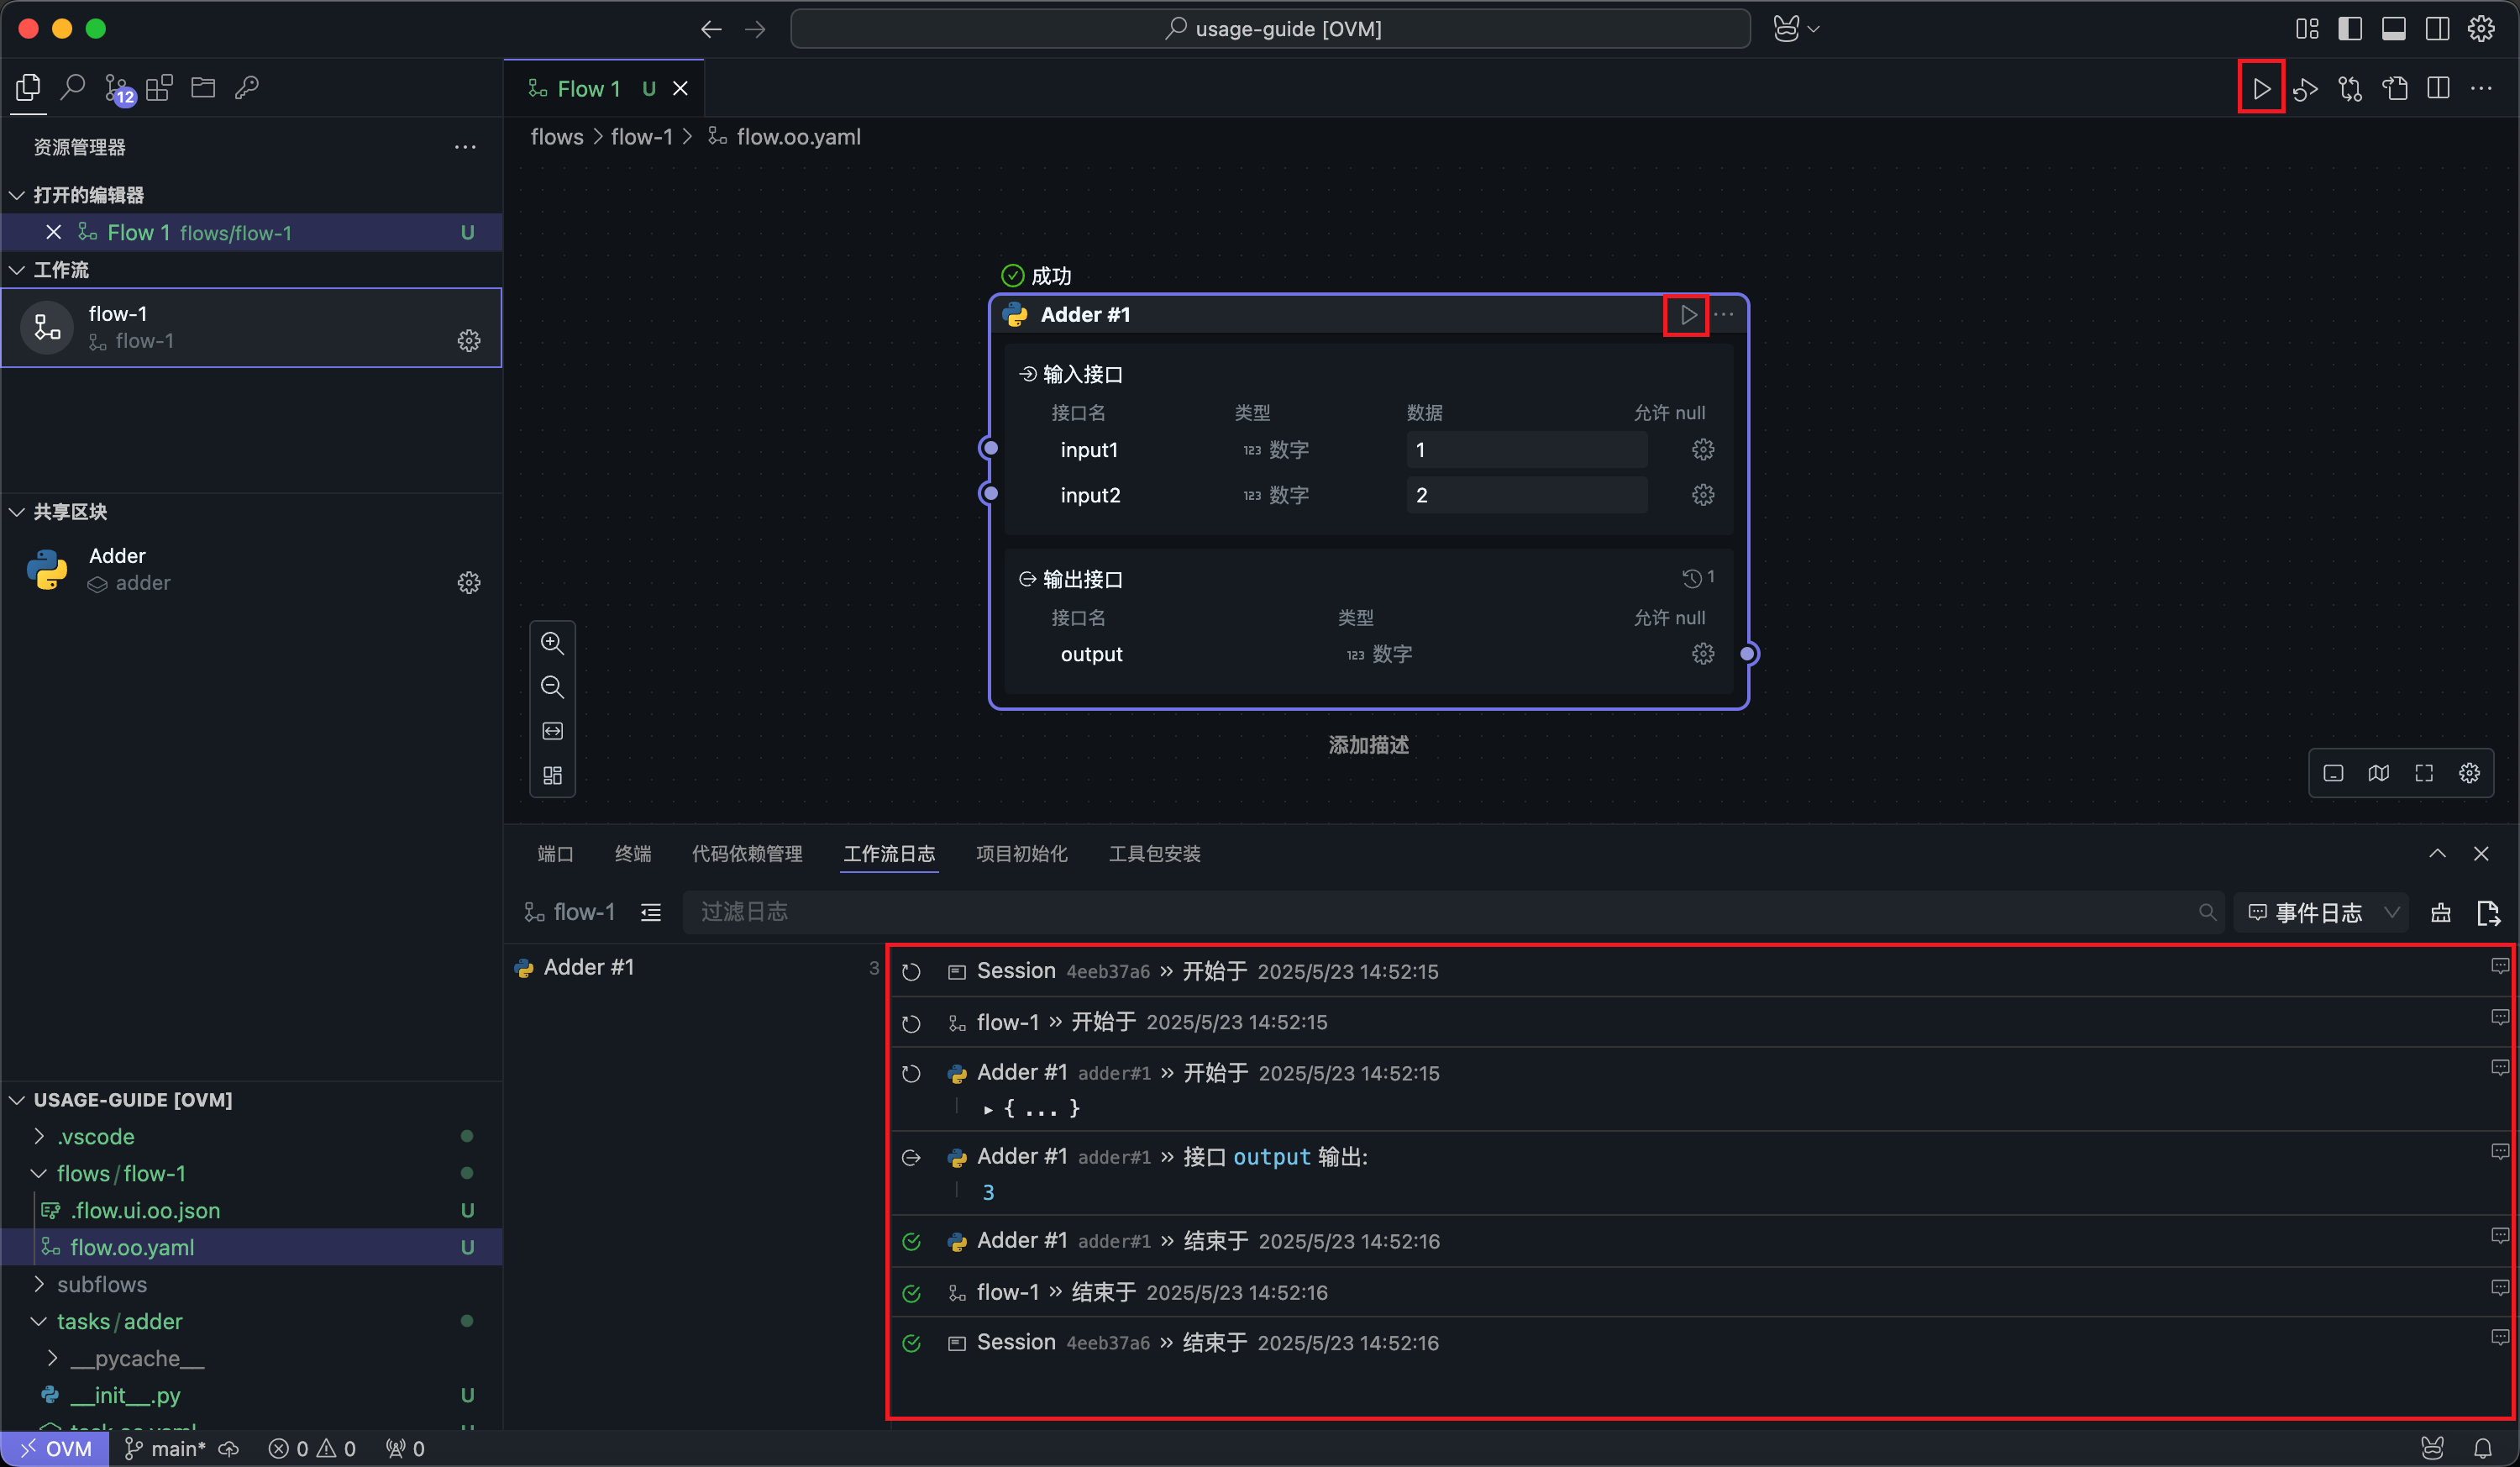 usage-guide [OVM]
12
Flow 1 U
资源管理器
flows > flow-1 > flow.oo.yaml
打开的编辑器
Flow 1 flows/flow-1 U
工作流
flow-1
flow-1
共享区块
Adder
adder
成功
Adder #1
输入接口
接口名 类型 数据 允许 null
input1 123 数字 1
input2 123 数字 2
输出接口 1
接口名 类型 允许 null
output 123 数字
添加描述
端口 终端 代码依赖管理 工作流日志 项目初始化 工具包安装
flow-1 过滤日志 事件日志
Adder #1 3
Session 4eeb37a6 » 开始于 2025/5/23 14:52:15
flow-1 » 开始于 2025/5/23 14:52:15
Adder #1 adder#1 » 开始于 2025/5/23 14:52:15
▸ { ... }
Adder #1 adder#1 » 接口 output 输出:
3
Adder #1 adder#1 » 结束于 2025/5/23 14:52:16
flow-1 » 结束于 2025/5/23 14:52:16
Session 4eeb37a6 » 结束于 2025/5/23 14:52:16
USAGE-GUIDE [OVM]
.vscode
flows/flow-1
.flow.ui.oo.json U
flow.oo.yaml U
subflows
tasks/adder
__pycache__
__init__.py U
OVM main* 0 0 0